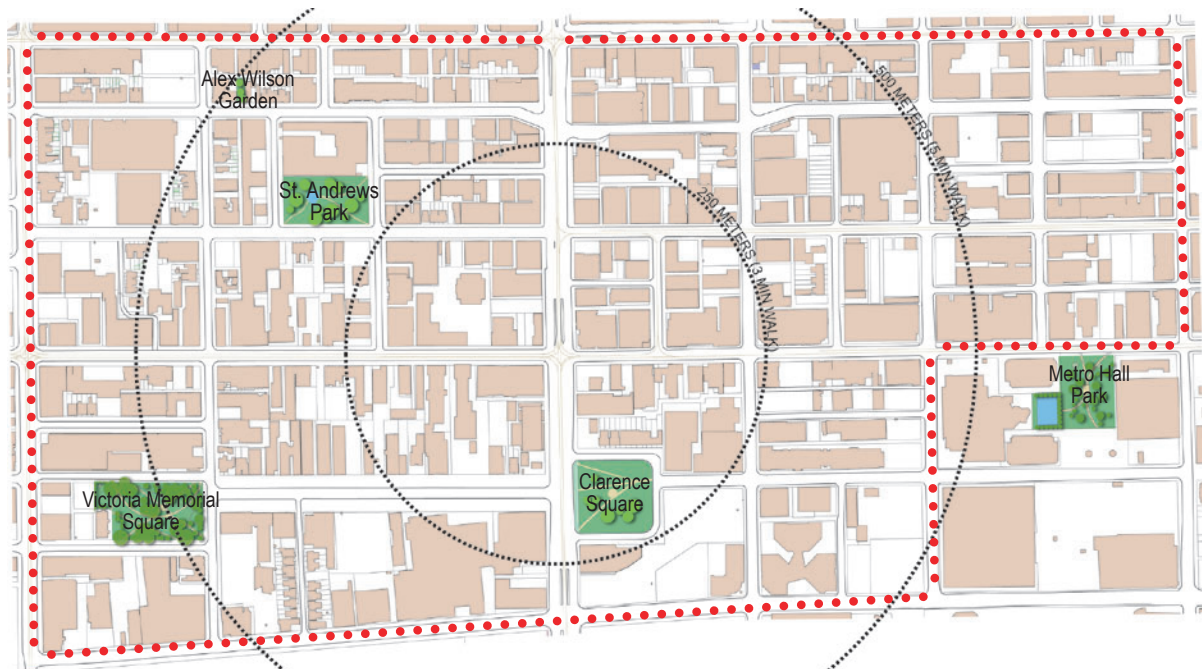 Alex Wilson
Garden
500 METERS (5 MIN WALK)
St. Andrews
Park
250 METERS (3 MIN WALK)
Metro Hall
Park
Clarence
Square
Victoria Memorial
Square